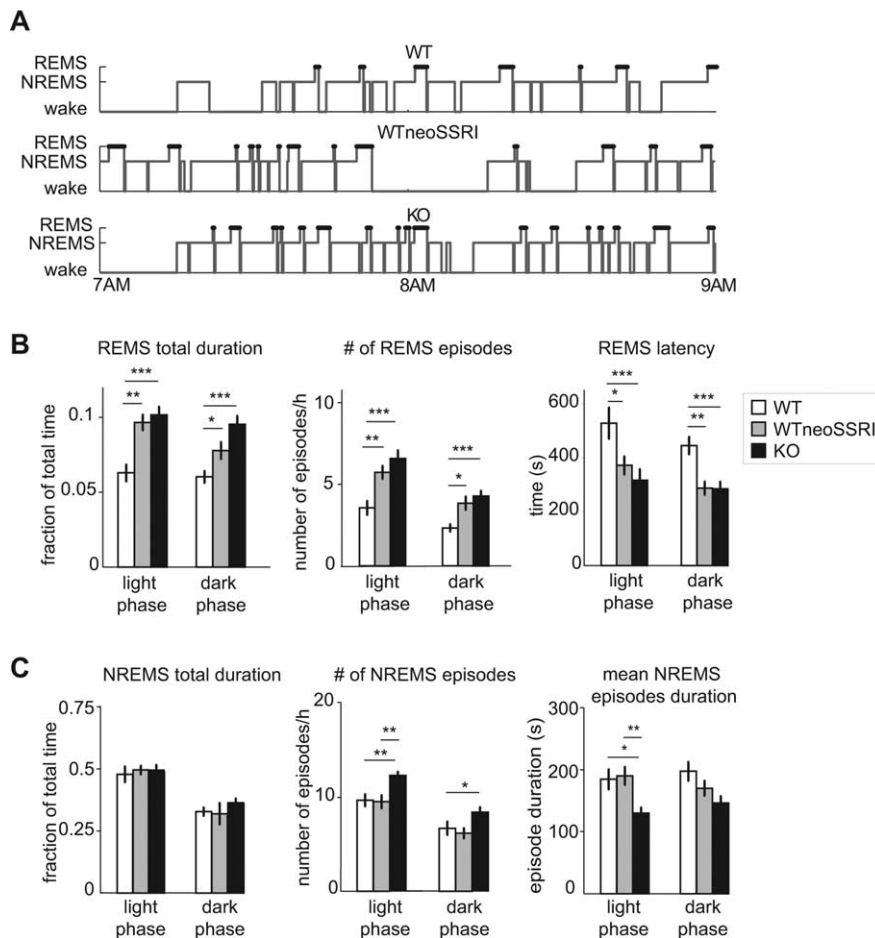 A
WT
REMS
NREMS
wake
WTneoSSRI
REMS
NREMS
wake
KO
REMS
NREMS
wake
7AM
8AM
9AM
B
REMS total duration
fraction of total time
0.1
0.05
0
***
**
***
*
light
phase
dark
phase
# of REMS episodes
number of episodes/h
10
5
0
***
**
***
*
light
phase
dark
phase
REMS latency
time (s)
600
400
200
0
***
*
***
**
light
phase
dark
phase
WT
WTneoSSRI
KO
C
NREMS total duration
fraction of total time
0.75
0.5
0.25
0
light
phase
dark
phase
# of NREMS episodes
number of episodes/h
20
10
0
**
**
*
light
phase
dark
phase
mean NREMS
episodes duration
episode duration (s)
300
200
100
0
**
*
light
phase
dark
phase